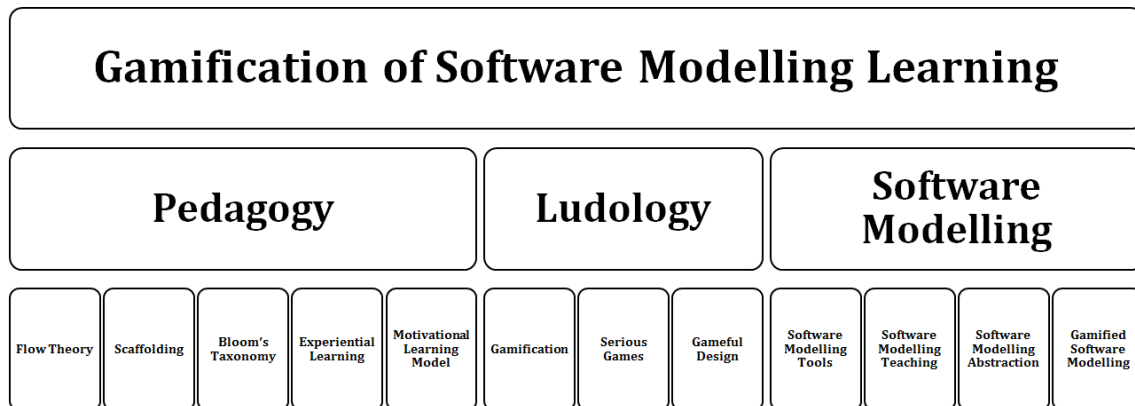 Gamification of Software Modelling Learning
Pedagogy
Ludology
Software
Modelling
Flow Theory
Scaffolding
Bloom's
Taxonomy
Experiential
Learning
Motivational
Learning
Model
Gamification
Serious
Games
Gameful
Design
Software
Modelling
Tools
Software
Modelling
Teaching
Software
Modelling
Abstraction
Gamified
Software
Modelling